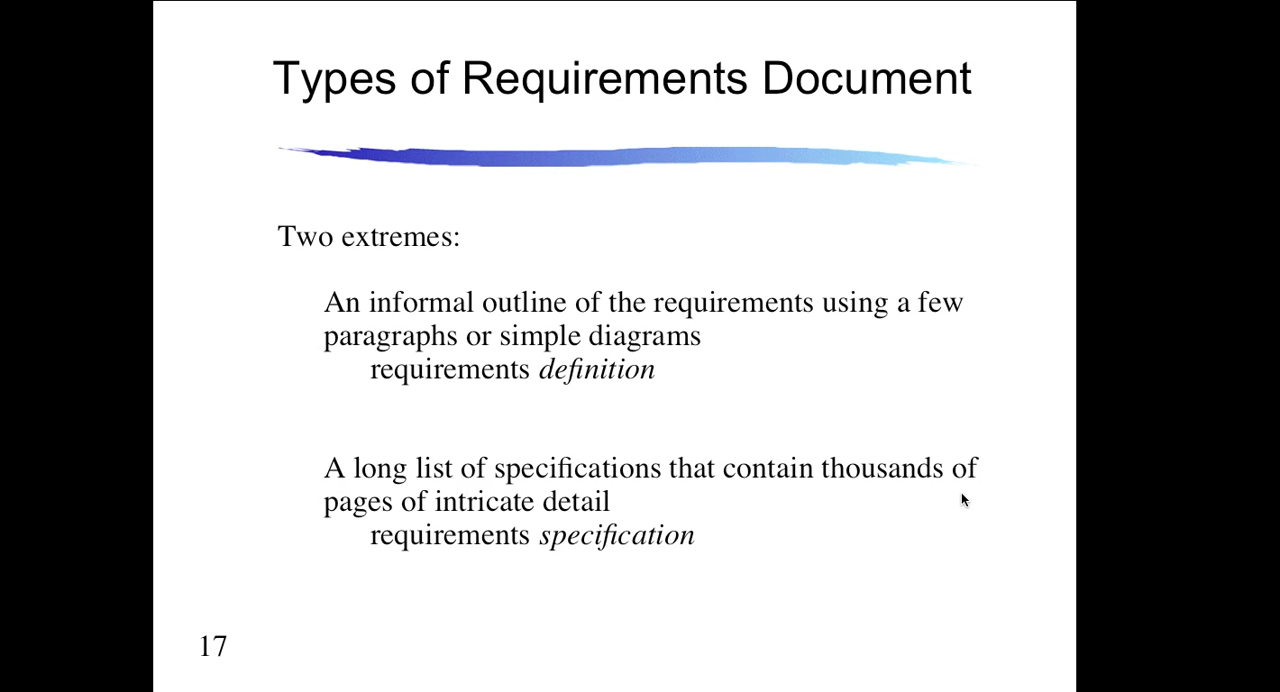 Types of Requirements Document
Two extremes:
An informal outline of the requirements using a few
paragraphs or simple diagrams
requirements definition
A long list of specifications that contain thousands of
pages of intricate detail
requirements specification
17